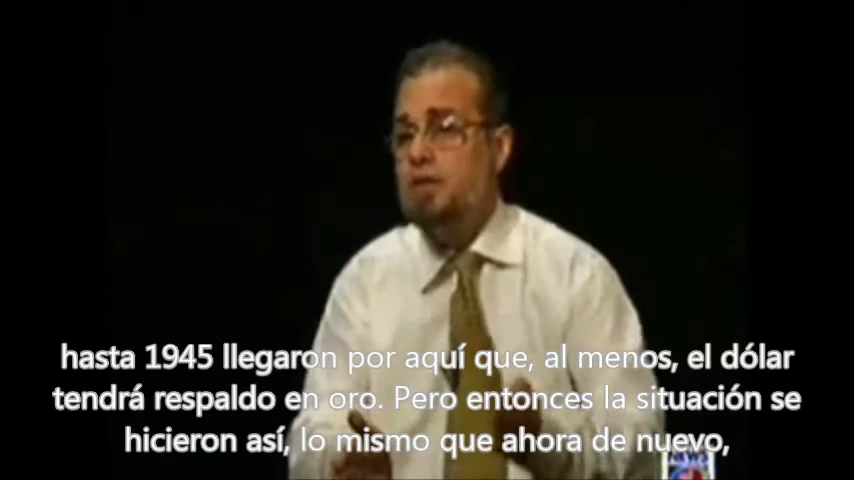 hasta 1945 llegaron por aquí que, al menos, el dólar
tendrá respaldo en oro. Pero entonces la situación se
hicieron así, lo mismo que ahora de nuevo,
NEWS